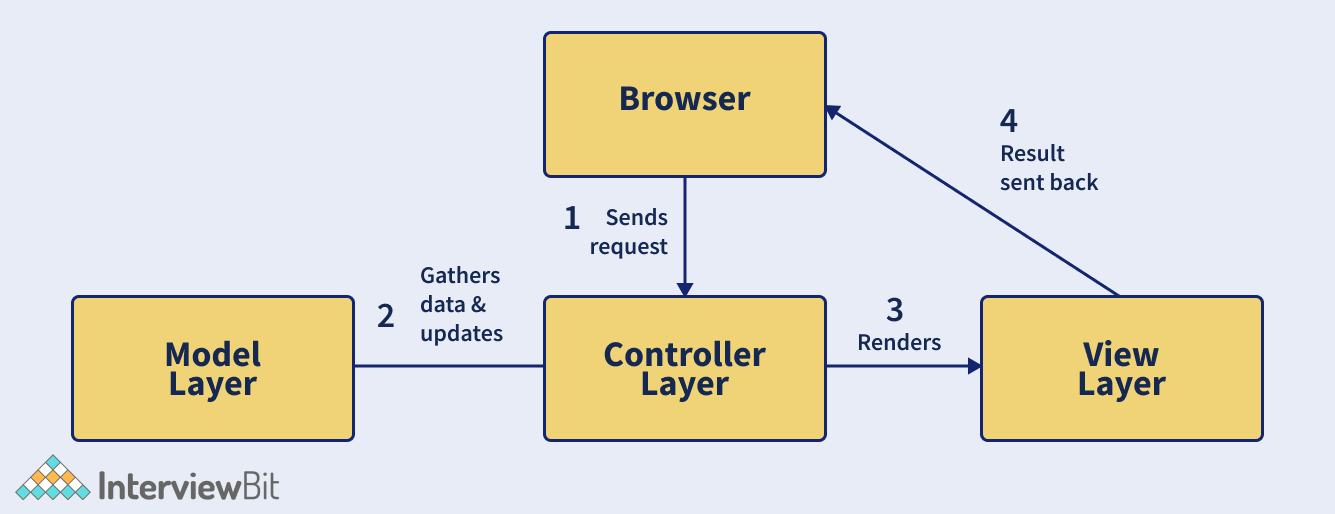 Browser
4
Result
sent back
1 Sends
request
Gathers
2 data &
updates
3
Renders
Model
Layer
Controller
Layer
View
Layer
InterviewBit